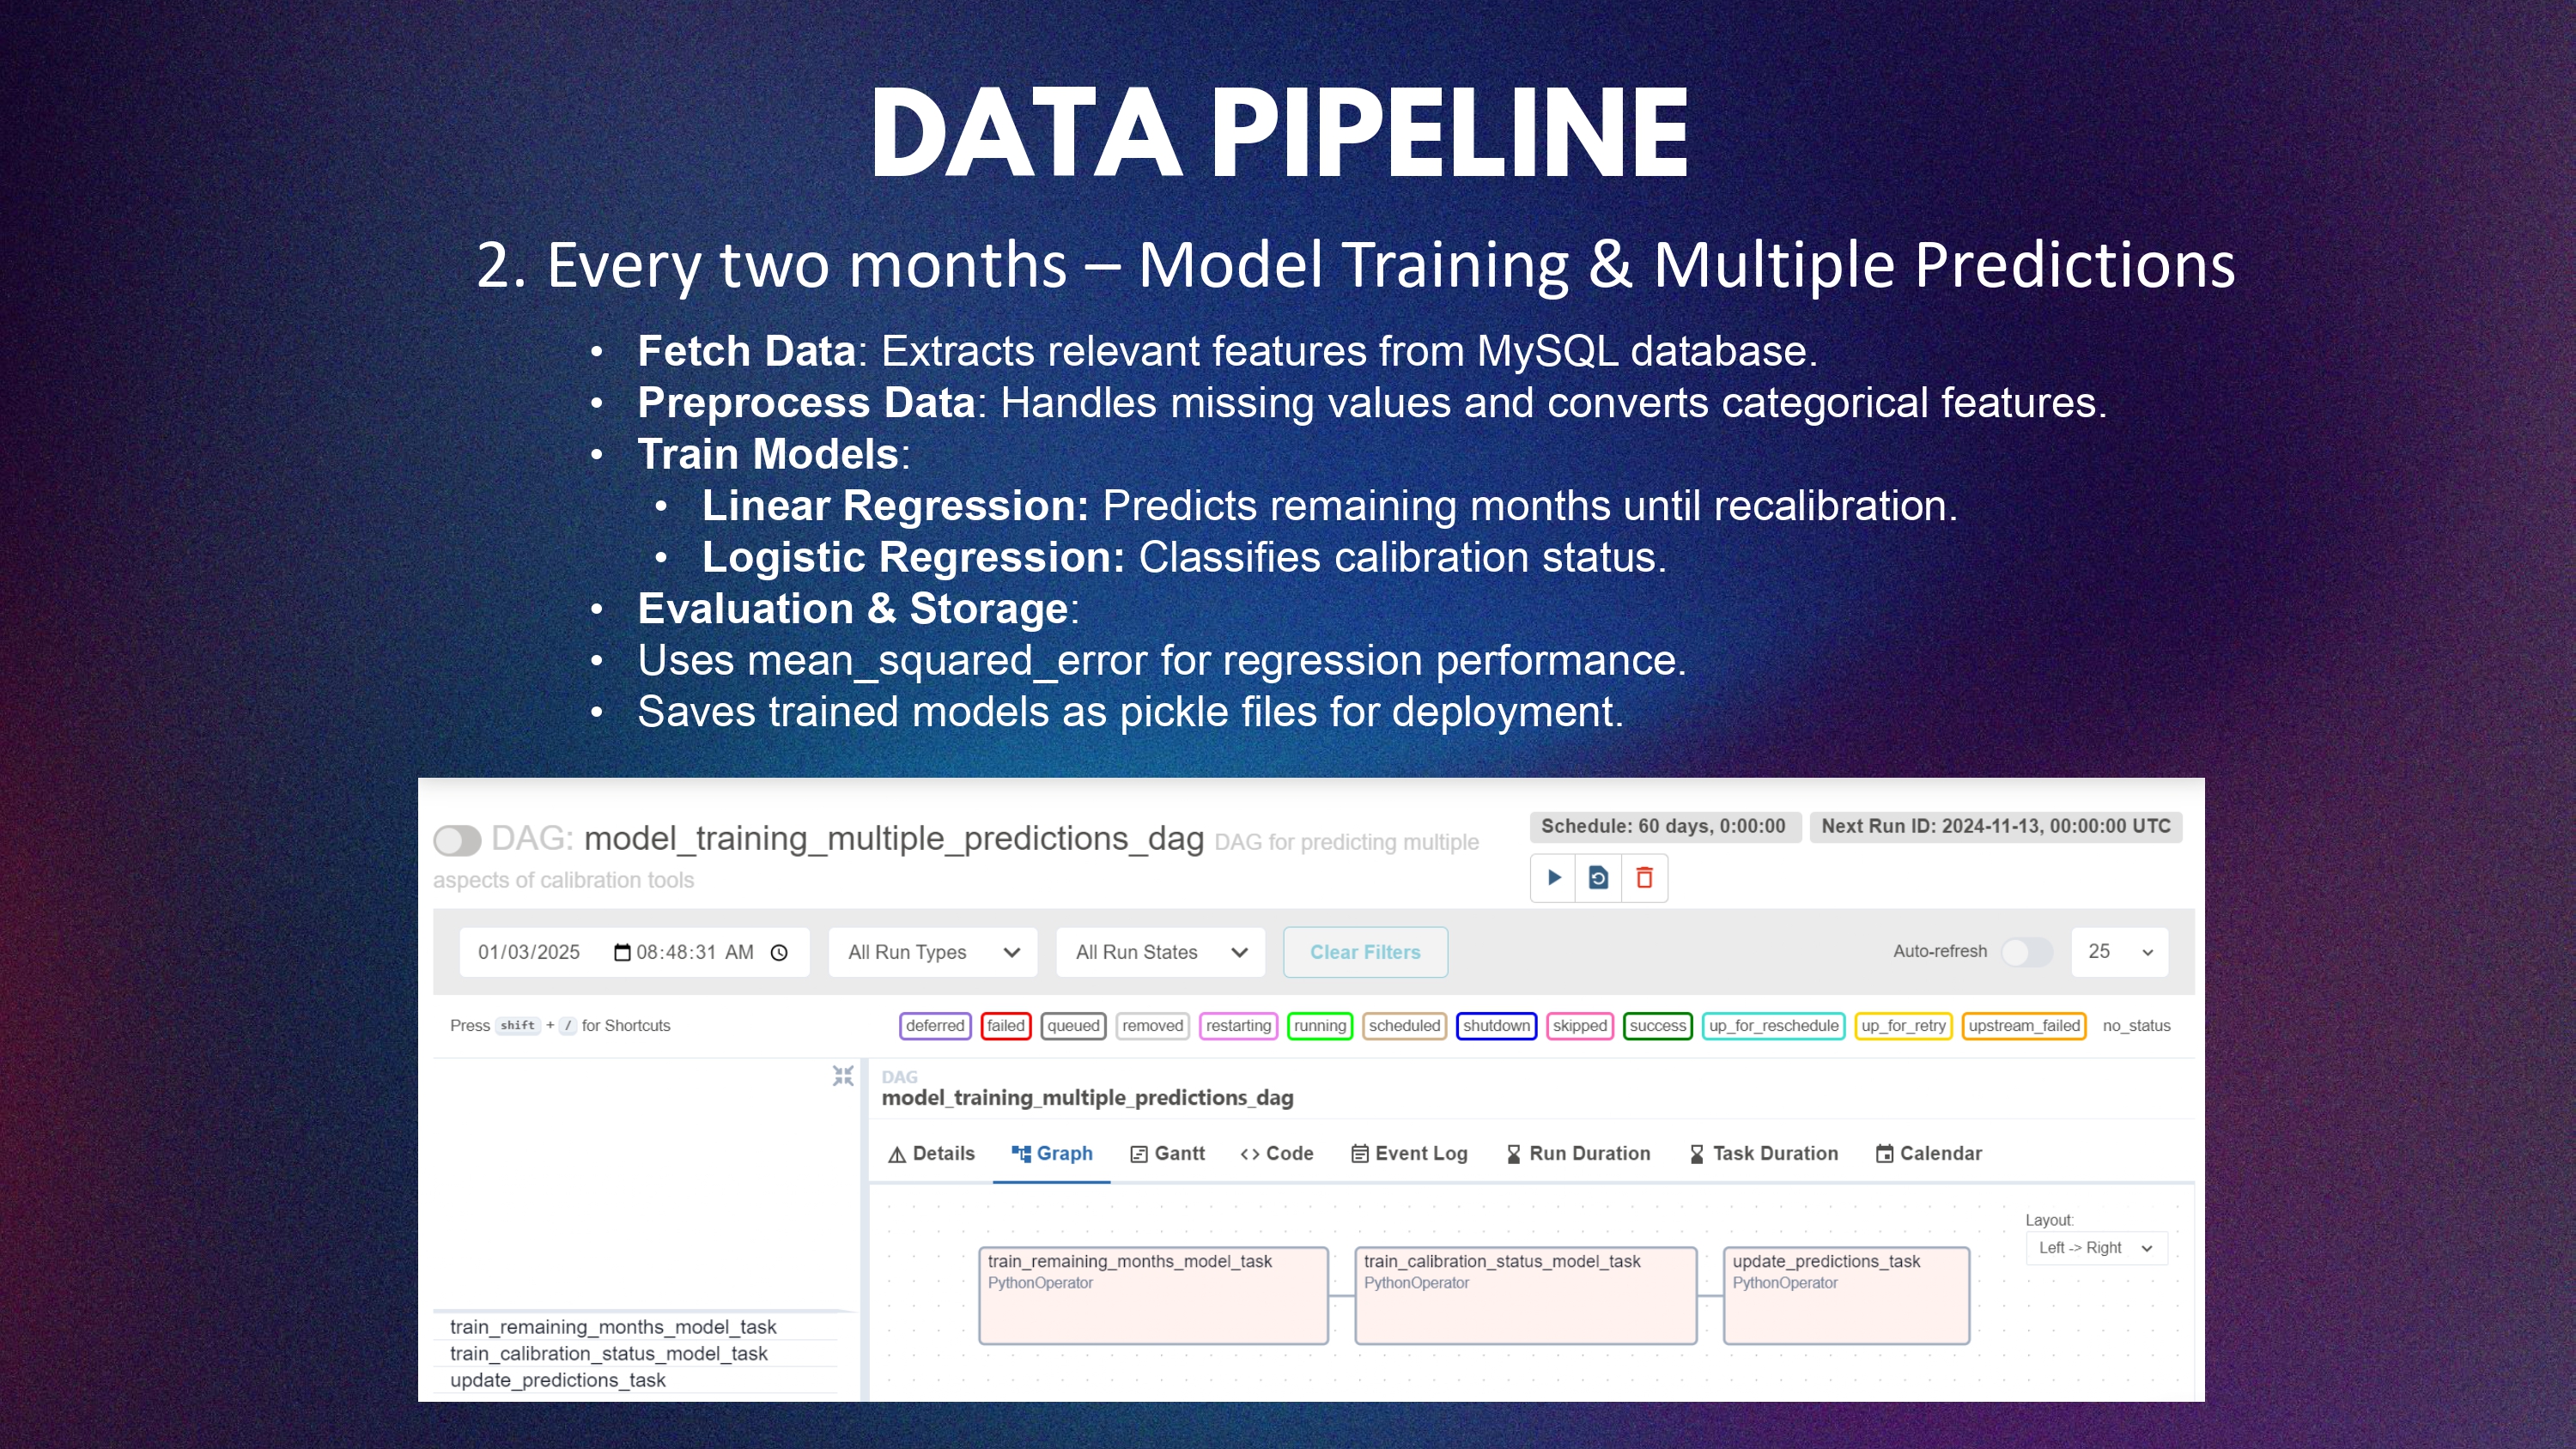 DATA PIPELINE
2. Every two months – Model Training & Multiple Predictions
• Fetch Data: Extracts relevant features from MySQL database.
• Preprocess Data: Handles missing values and converts categorical features.
• Train Models:
• Linear Regression: Predicts remaining months until recalibration.
• Logistic Regression: Classifies calibration status.
• Evaluation & Storage:
• Uses mean_squared_error for regression performance.
• Saves trained models as pickle files for deployment.
DAG: model_training_multiple_predictions_dag DAG for predicting multiple
aspects of calibration tools
Schedule: 60 days, 0:00:00 Next Run ID: 2024-11-13, 00:00:00 UTC
01/03/2025 08:48:31 AM All Run Types All Run States Clear Filters Auto-refresh 25
Press shift + / for Shortcuts deferred failed queued removed restarting running scheduled shutdown skipped success up_for_reschedule up_for_retry upstream_failed no_status
DAG
model_training_multiple_predictions_dag
Details Graph Gantt Code Event Log Run Duration Task Duration Calendar
Layout:
Left -> Right
train_remaining_months_model_task
PythonOperator
train_calibration_status_model_task
PythonOperator
update_predictions_task
PythonOperator
train_remaining_months_model_task
train_calibration_status_model_task
update_predictions_task